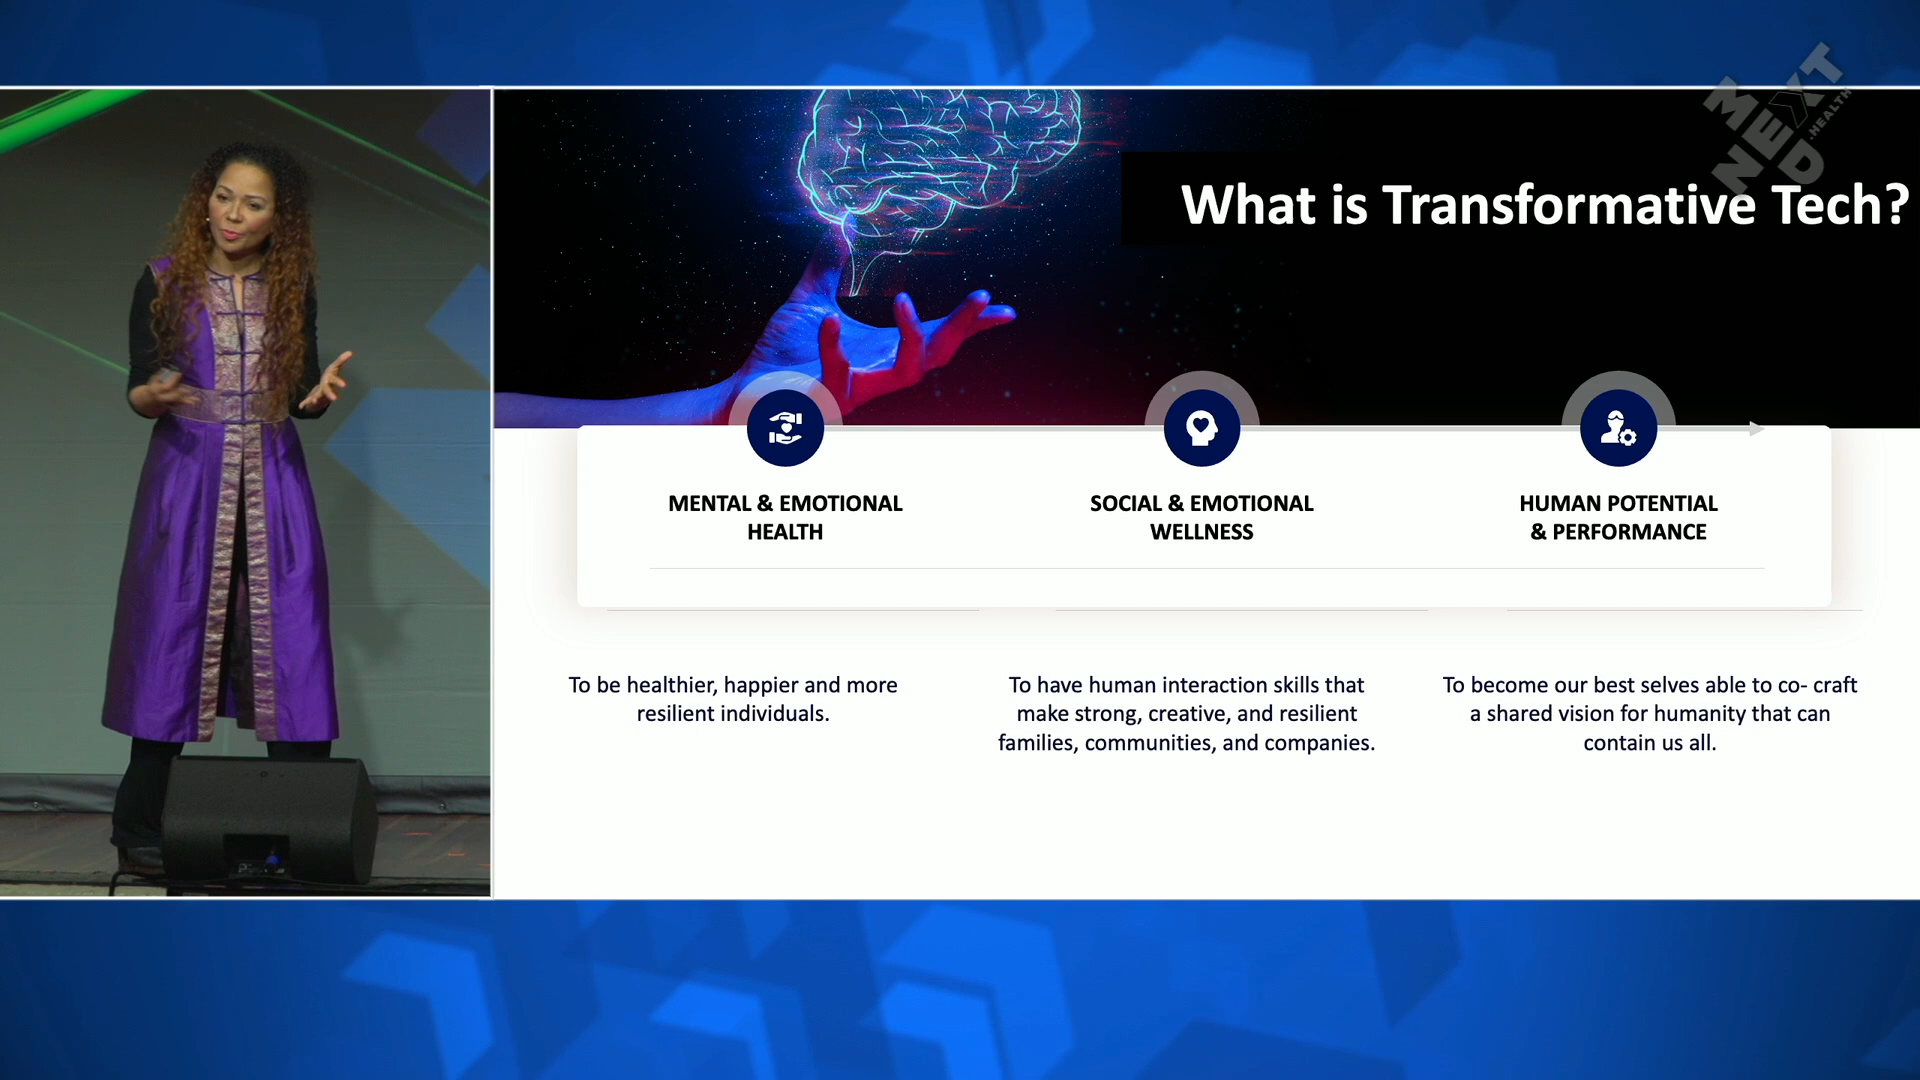 MEXT
NE D
.HEALTH
What is Transformative Tech?
MENTAL & EMOTIONAL
HEALTH
SOCIAL & EMOTIONAL
WELLNESS
HUMAN POTENTIAL
& PERFORMANCE
To be healthier, happier and more
resilient individuals.
To have human interaction skills that
make strong, creative, and resilient
families, communities, and companies.
To become our best selves able to co- craft
a shared vision for humanity that can
contain us all.